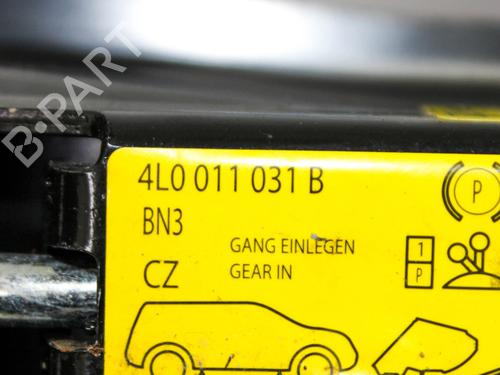 B-PART
4L0 011 031 B
BN3
CZ
GANG EINLEGEN
GEAR IN
P
1
P